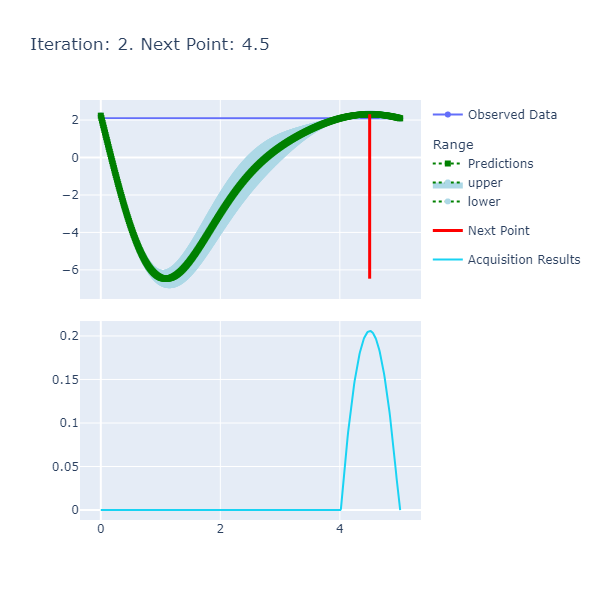 Iteration: 2. Next Point: 4.5
2
0
−2
−4
−6
Observed Data
Range
Predictions
upper
lower
Next Point
Acquisition Results
0.2
0.15
0.1
0.05
0
0
2
4